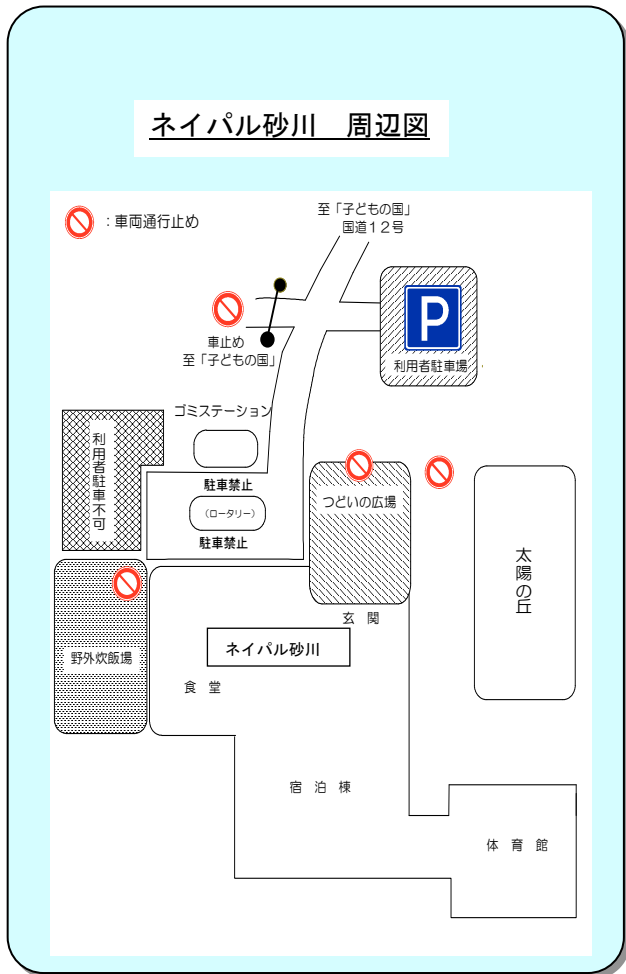 ネイパル砂川　周辺図
：車両通行止め
至「子どもの国」
国道１２号
P
利用者駐車場
車止め
至「子どもの国」
ゴミステーション
利用者駐車不可
駐車禁止
（ロータリー）
駐車禁止
つどいの広場
太陽の丘
玄　関
ネイパル砂川
野外炊飯場
食　堂
宿　泊　棟
体　育　館